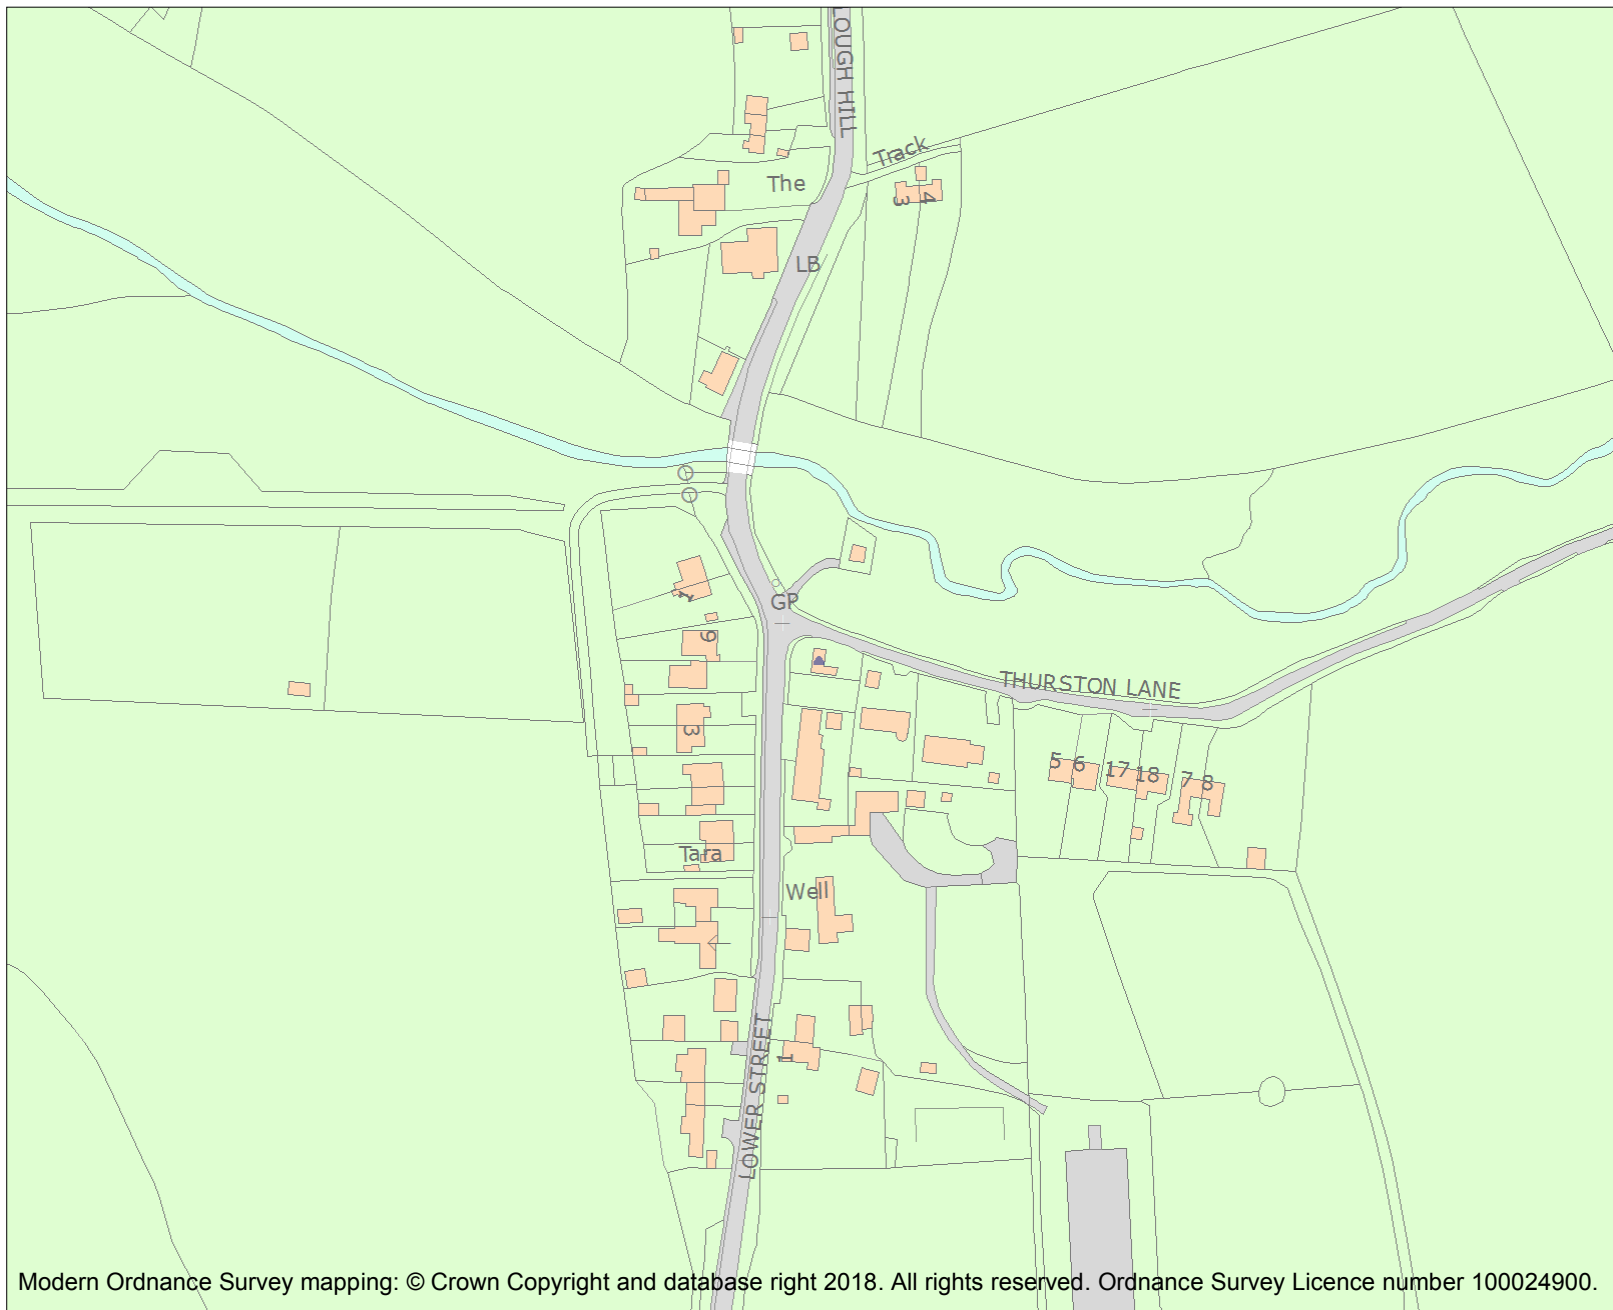 LOUGH HILL
Track
The
3
4
LB
1
GP
6
THURSTON LANE
3
5
6
17
18
7
8
Tara
Well
LOWER STREET
1
Modern Ordnance Survey mapping: © Crown Copyright and database right 2018. All rights reserved. Ordnance Survey Licence number 100024900.